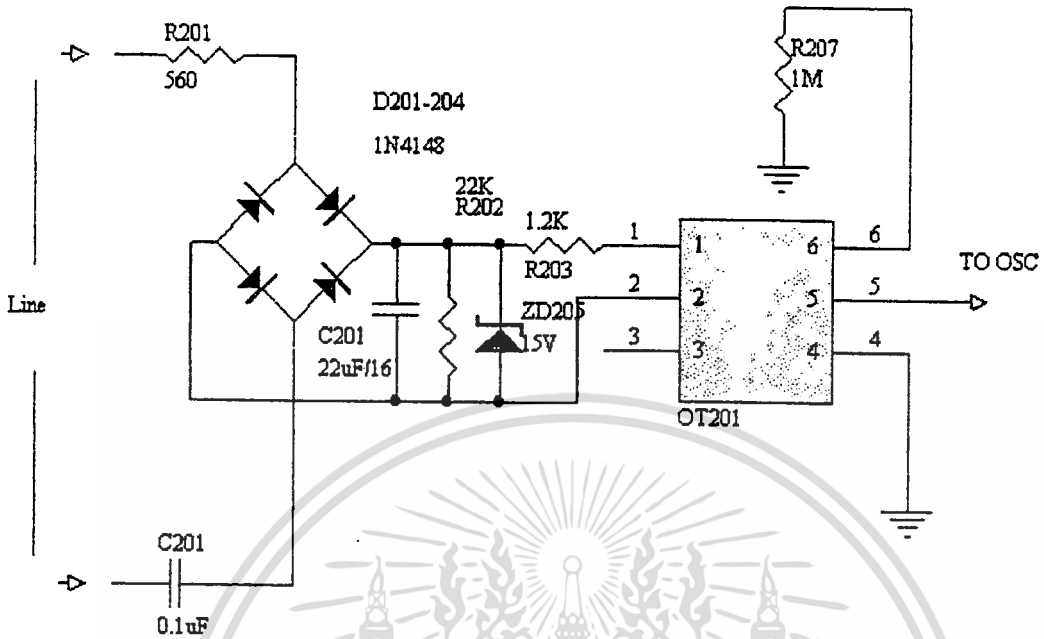 R201
560
D201-204
1N4148
22K
R202
1.2K
R203
R207
1M
1
2
3
1
2
3
6
5
4
6
5
4
TO OSC
Line
C201
22uF/16
ZD205
15V
OT201
C201
0.1uF